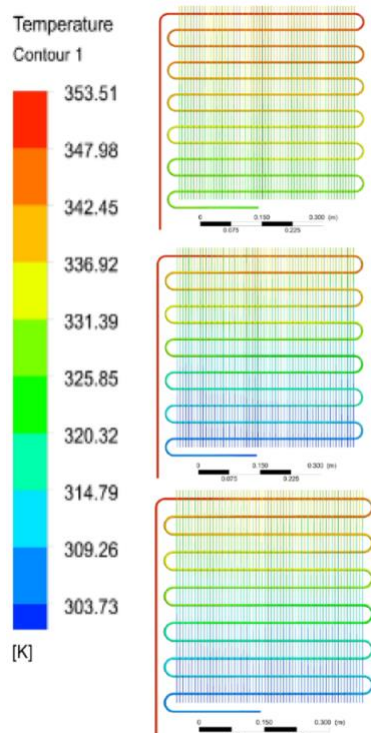 Temperature
Contour 1
353.51
347.98
342.45
336.92
331.39
325.85
320.32
314.79
309.26
303.73
[K]
0 0.150 0.300 (m)
0.075 0.225
0 0.150 0.300 (m)
0.075 0.225
0 0.150 0.300 (m)